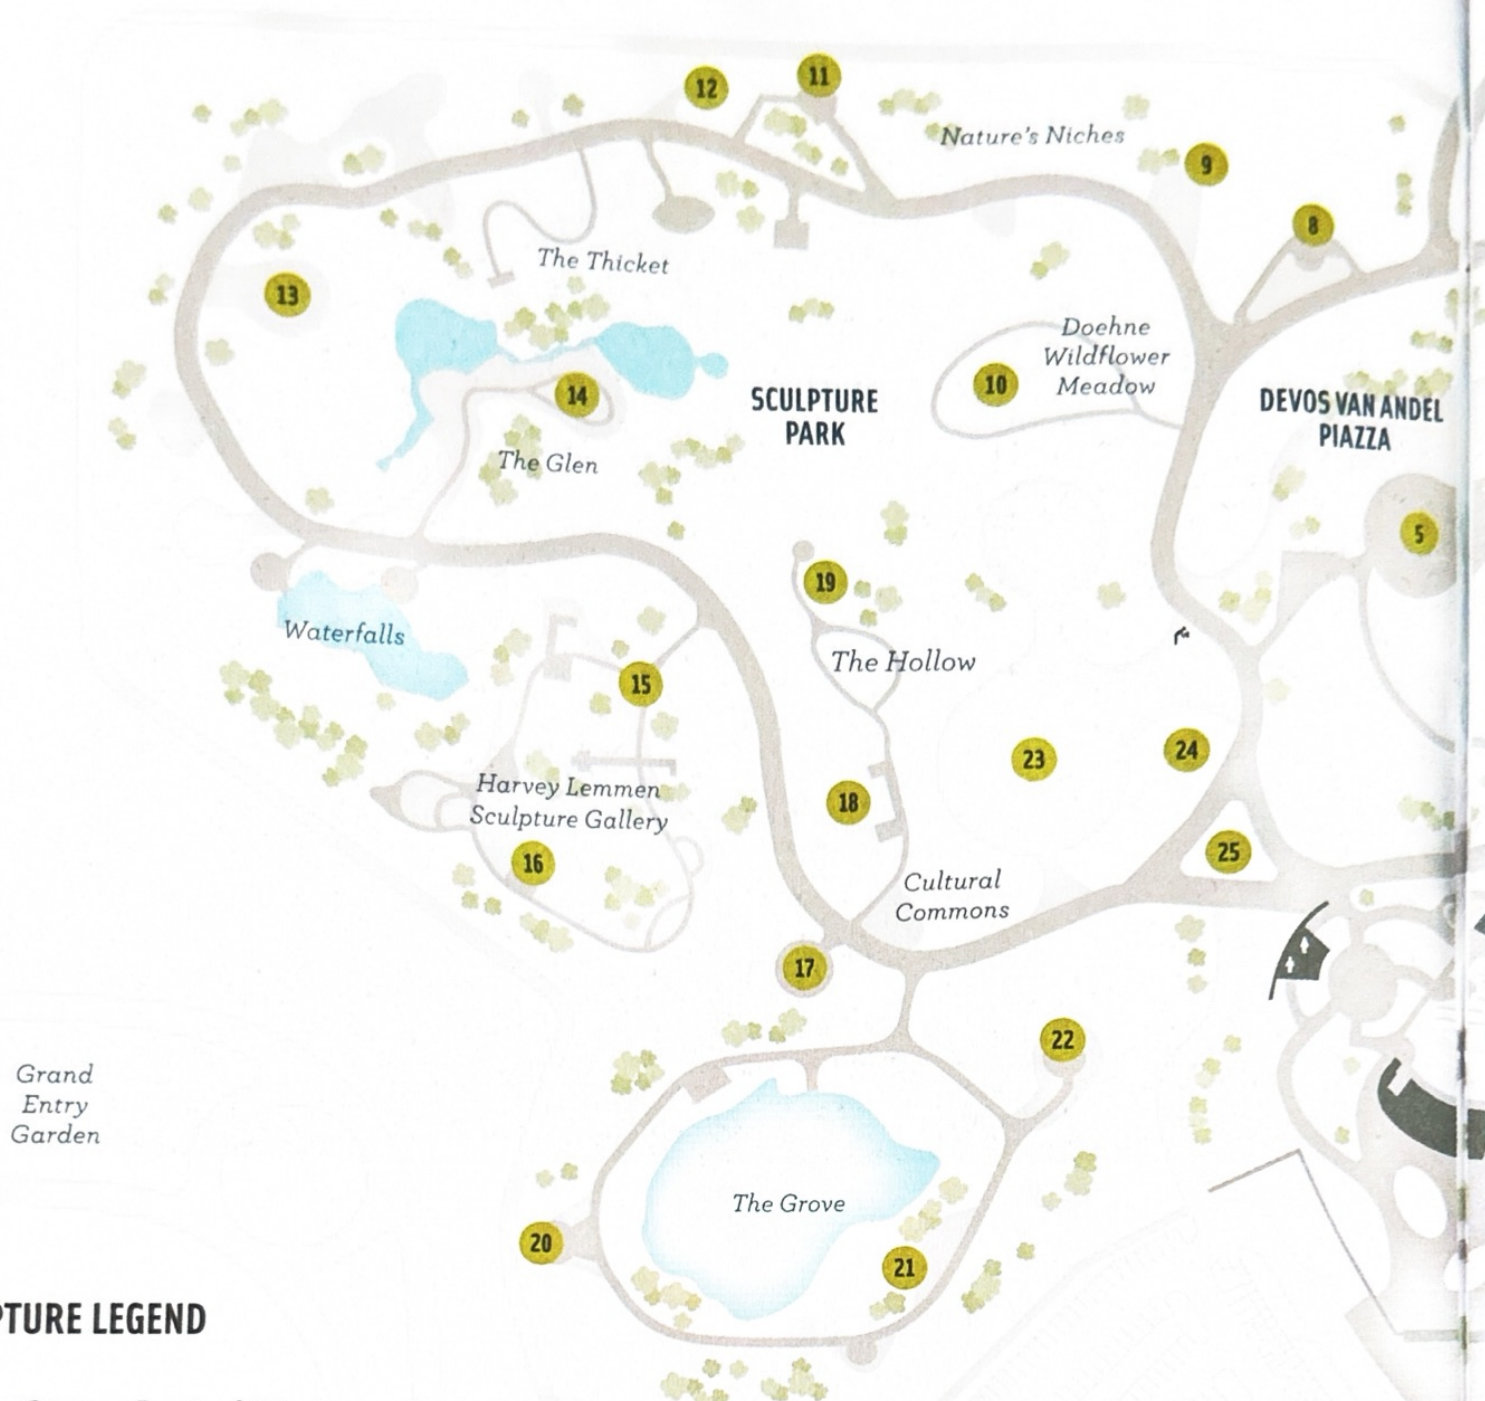 12
11
Nature's Niches
9
8
The Thicket
13
Doehne
Wildflower
Meadow
10
14
SCULPTURE
PARK
DEVOS VAN ANDEL
PIAZZA
The Glen
5
19
Waterfalls
The Hollow
15
23
24
Harvey Lemmen
Sculpture Gallery
18
16
25
Cultural
Commons
17
22
Grand
Entry
Garden
The Grove
20
21
PTURE LEGEND